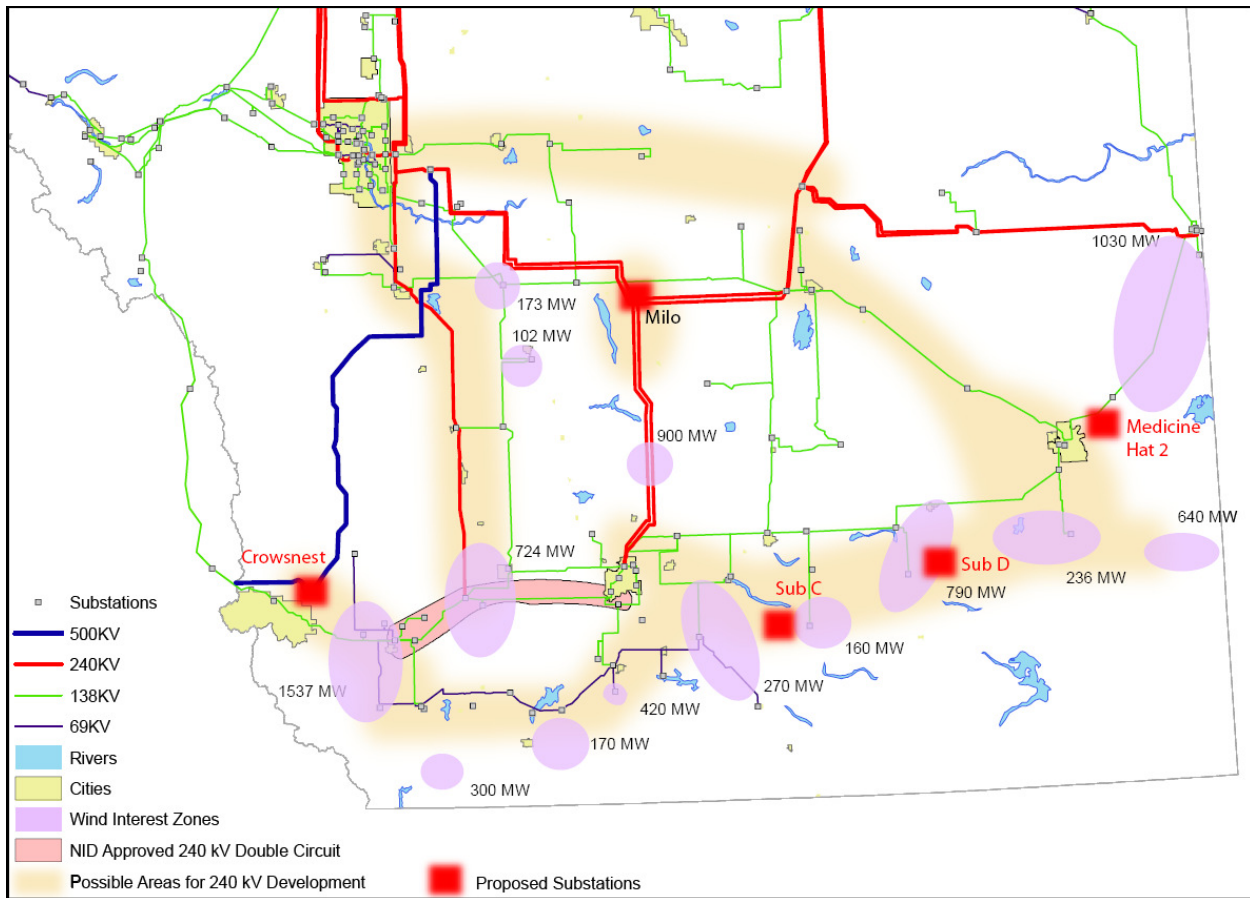 1030 MW
173 MW
Milo
102 MW
900 MW
Medicine
Hat 2
640 MW
724 MW
Crowsnest
Sub D
236 MW
Sub C
790 MW
160 MW
1537 MW
270 MW
420 MW
170 MW
300 MW
Substations
500KV
240KV
138KV
69KV
Rivers
Cities
Wind Interest Zones
NID Approved 240 kV Double Circuit
Possible Areas for 240 kV Development
Proposed Substations